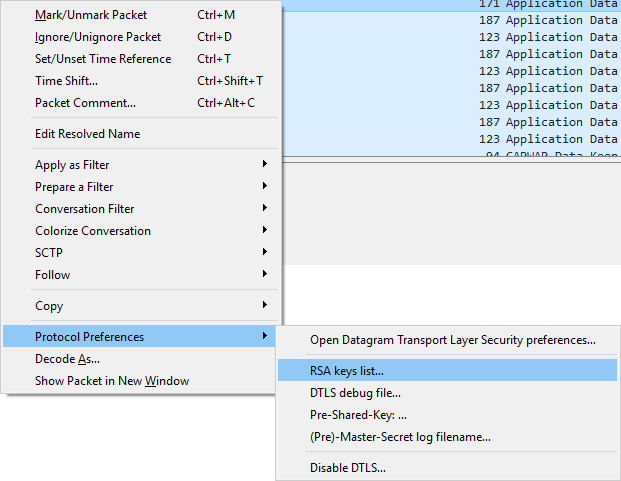 Mark/Unmark Packet Ctrl+M
Ignore/Unignore Packet Ctrl+D
Set/Unset Time Reference Ctrl+T
Time Shift... Ctrl+Shift+T
Packet Comment... Ctrl+Alt+C
Edit Resolved Name
Apply as Filter
Prepare a Filter
Conversation Filter
Colorize Conversation
SCTP
Follow
Copy
Protocol Preferences
Decode As...
Show Packet in New Window
171 Application Data
187 Application Data
123 Application Data
187 Application Data
123 Application Data
187 Application Data
123 Application Data
187 Application Data
123 Application Data
94 CAPWAP-Data Keep
Open Datagram Transport Layer Security preferences...
RSA keys list...
DTLS debug file...
Pre-Shared-Key: ...
(Pre)-Master-Secret log filename...
Disable DTLS...